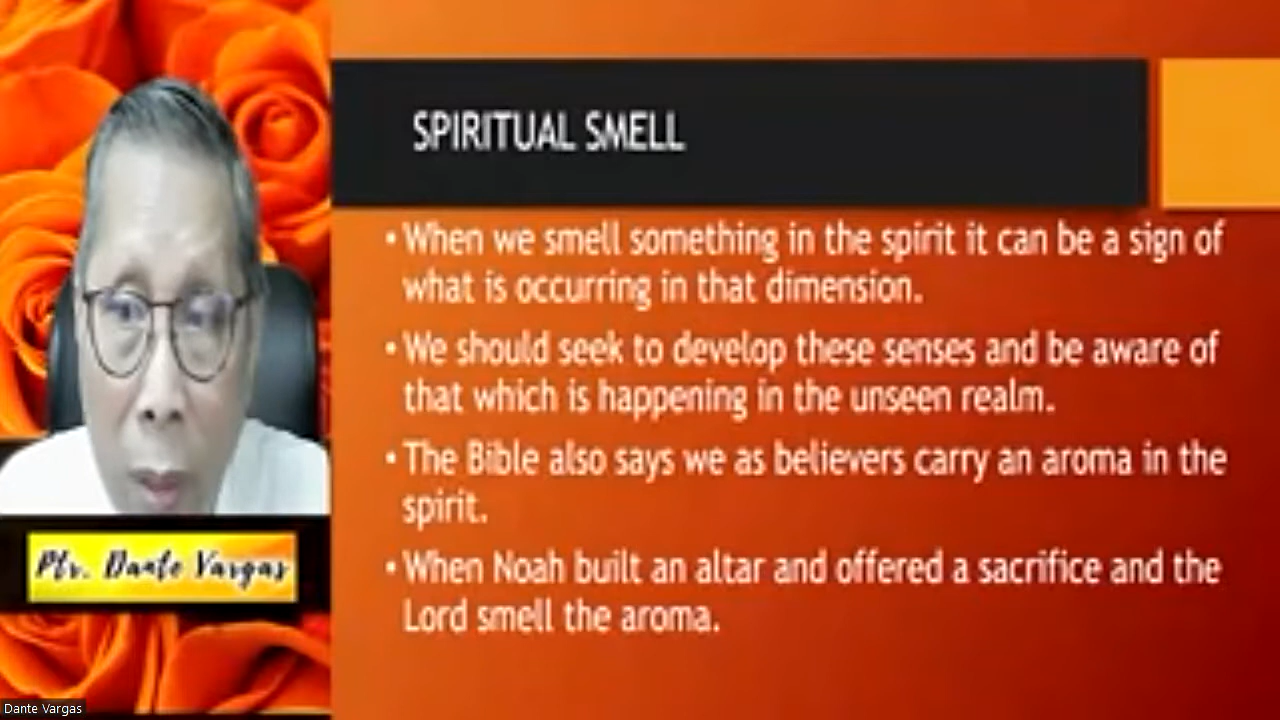 SPIRITUAL SMELL
• When we smell something in the spirit it can be a sign of
what is occurring in that dimension.
• We should seek to develop these senses and be aware of
that which is happening in the unseen realm.
• The Bible also says we as believers carry an aroma in the
spirit.
• When Noah built an altar and offered a sacrifice and the
Lord smell the aroma.
Ptr. Dante Vargas
Dante Vargas